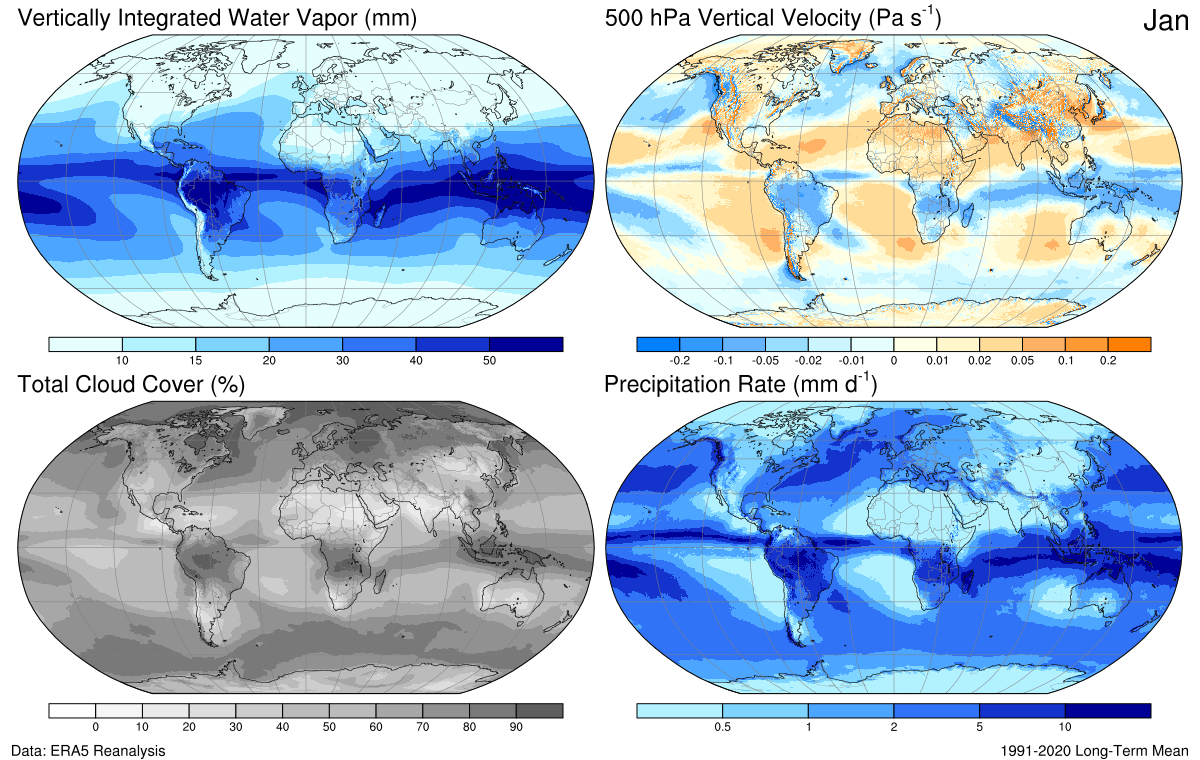 Vertically Integrated Water Vapor (mm)
500 hPa Vertical Velocity (Pa s-1)
Jan
10 15 20 30 40 50
-0.2 -0.1 -0.05 -0.02 -0.01 0 0.01 0.02 0.05 0.1 0.2
Total Cloud Cover (%)
Precipitation Rate (mm d-1)
0 10 20 30 40 50 60 70 80 90
0.5 1 2 5 10
Data: ERA5 Reanalysis
1991-2020 Long-Term Mean